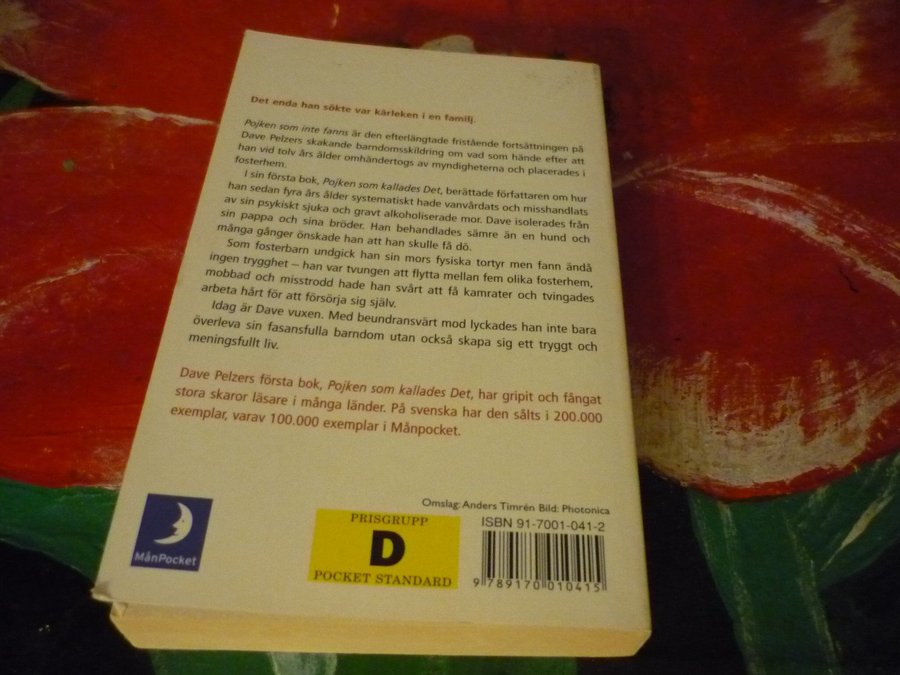 Det enda han sökte var kärleken i en familj.
Pojken som inte fanns är den efterlängtade fristående fortsättningen på
Dave Pelzers skakande barndomsskildring om vad som hände efter att
han vid tolv års ålder omhändertogs av myndigheterna och placerades i
fosterhem.
I sin första bok, Pojken som kallades Det, berättade författaren om hur
han sedan fyra års ålder systematiskt hade vanvårdats och misshandlats
av sin psykiskt sjuka och gravt alkoholiserade mor. Dave isolerades från
sin pappa och sina bröder. Han behandlades sämre än en hund och
många gånger önskade han att han skulle få dö.
Som fosterbarn undgick han sin mors fysiska tortyr men fann ändå
ingen trygghet – han var tvungen att flytta mellan fem olika fosterhem,
mobbad och misstrodd hade han svårt att få kamrater och tvingades
arbeta hårt för att försörja sig själv.
Idag är Dave vuxen. Med beundransvärt mod lyckades han inte bara
överleva sin fasansfulla barndom utan också skapa sig ett tryggt och
meningsfullt liv.
Dave Pelzers första bok, Pojken som kallades Det, har gripit och fångat
stora skaror läsare i många länder. På svenska har den sålts i 200.000
exemplar, varav 100.000 exemplar i Månpocket.
Omslag: Anders Timrén Bild: Photonica
ISBN 91-7001-041-2
9 789170 010415
PRISGRUPP
D
POCKET STANDARD
MånPocket